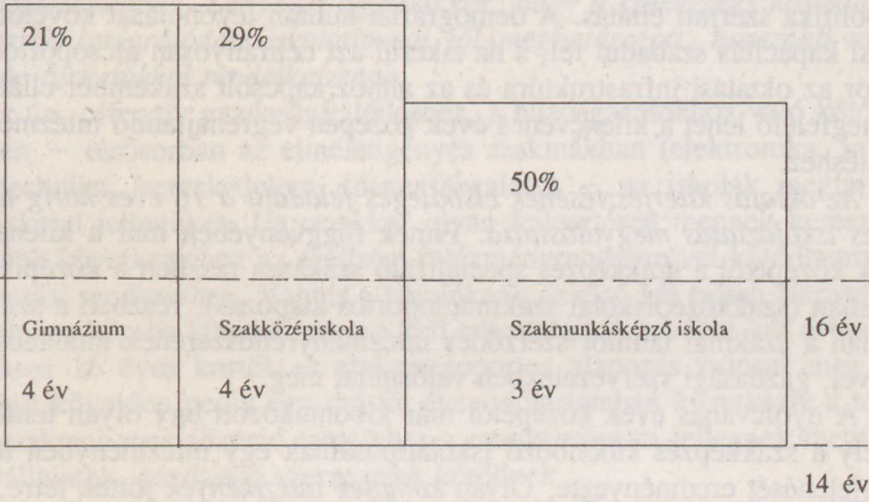 21% 29%
50%
Gimnázium Szakközépiskola Szakmunkásképző iskola 16 év
4 év, 4 év, 3 év,
14 év